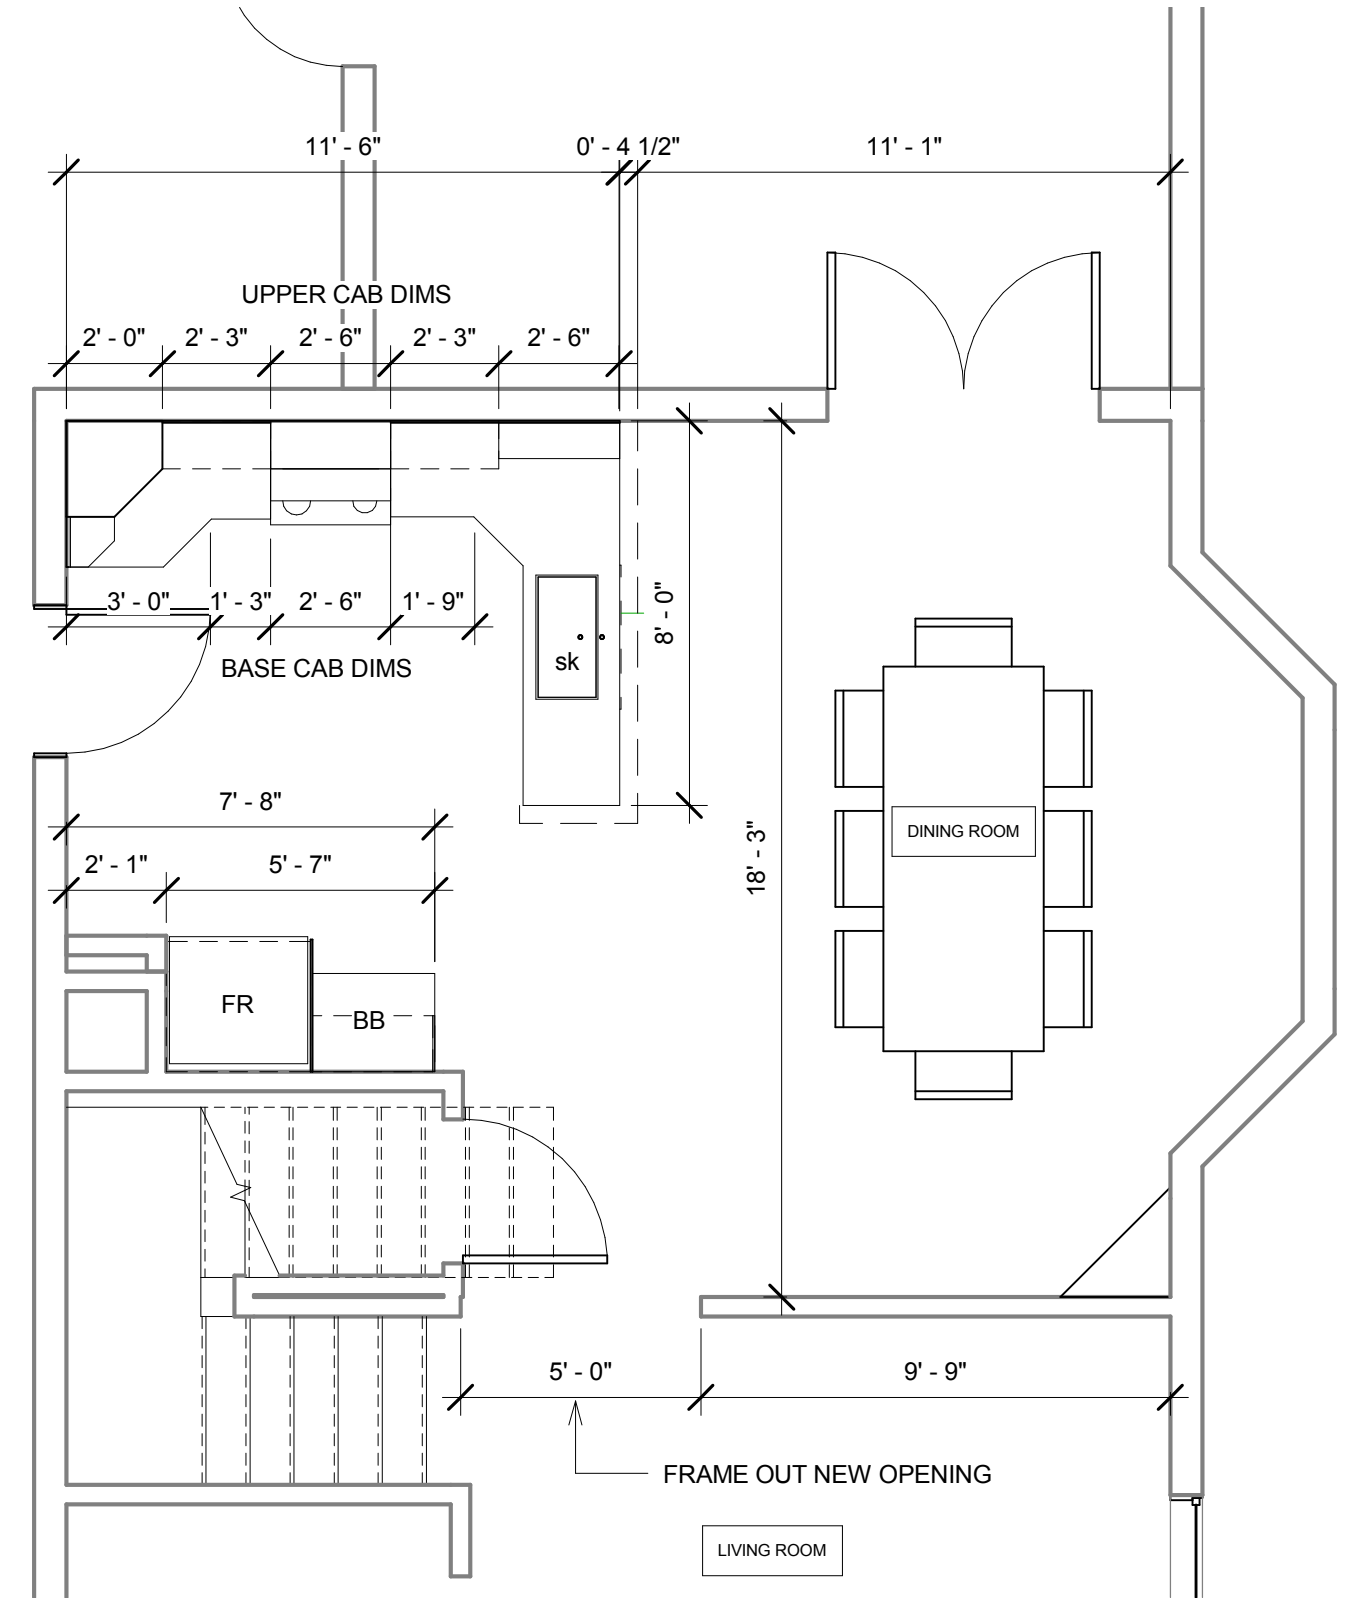 11' - 6"
0' - 4 1/2"
11' - 1"
UPPER CAB DIMS
2' - 0"
2' - 3"
2' - 6"
2' - 3"
2' - 6"
3' - 0"
1' - 3"
2' - 6"
1' - 9"
8' - 0"
BASE CAB DIMS
sk
7' - 8"
2' - 1"
5' - 7"
18' - 3"
DINING ROOM
FR
BB
5' - 0"
9' - 9"
FRAME OUT NEW OPENING
LIVING ROOM